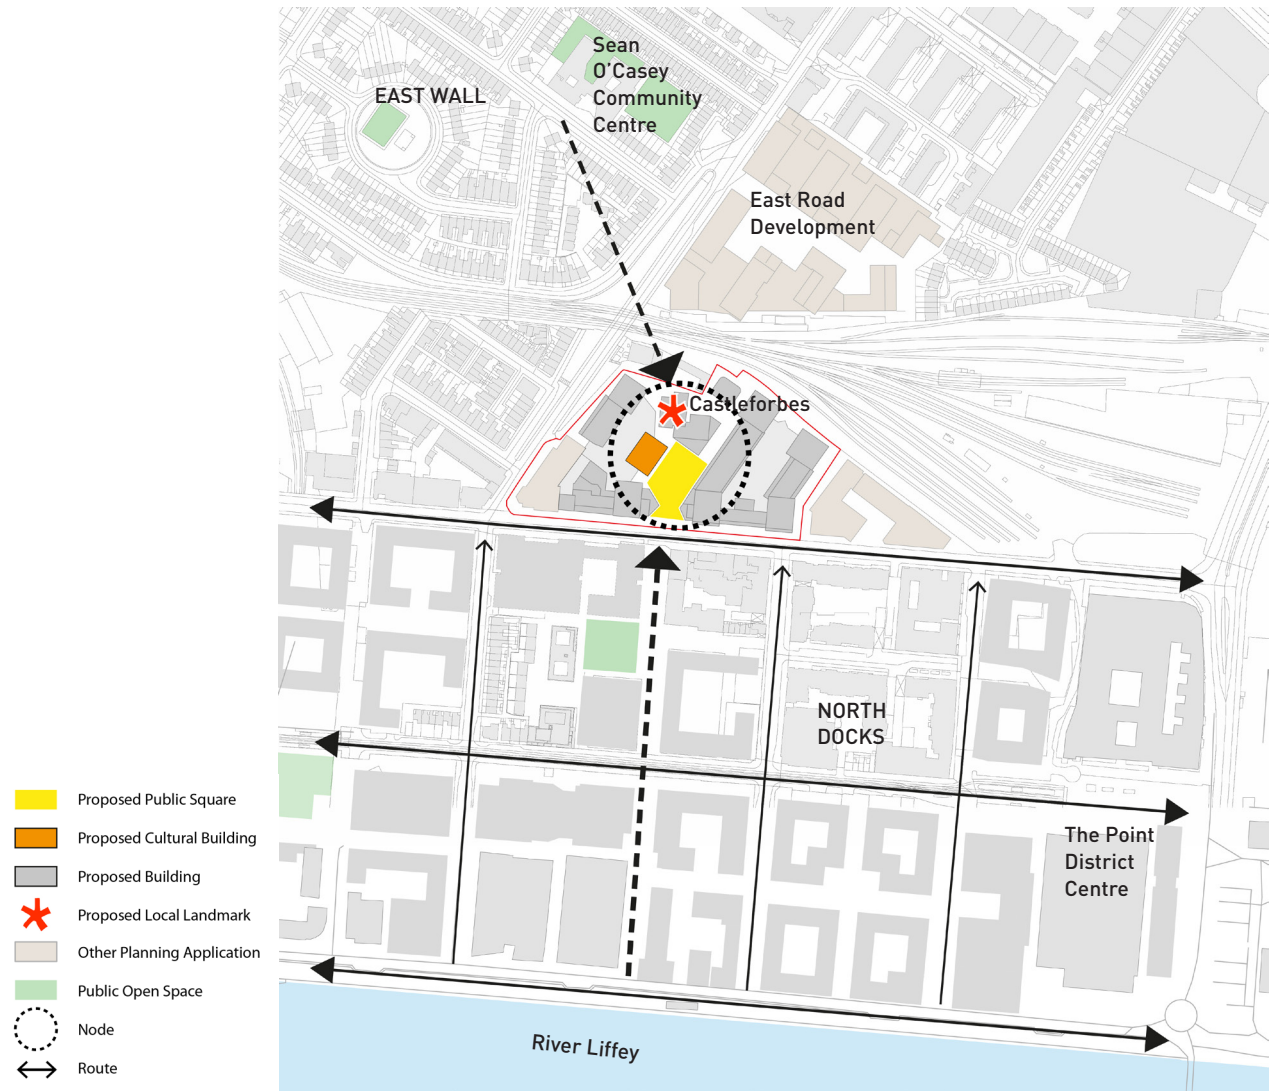 Sean
O'Casey
Community
Centre
EAST WALL
East Road
Development
Castleforbes
NORTH
DOCKS
The Point
District
Centre
River Liffey
Proposed Public Square
Proposed Cultural Building
Proposed Building
Proposed Local Landmark
Other Planning Application
Public Open Space
Node
Route